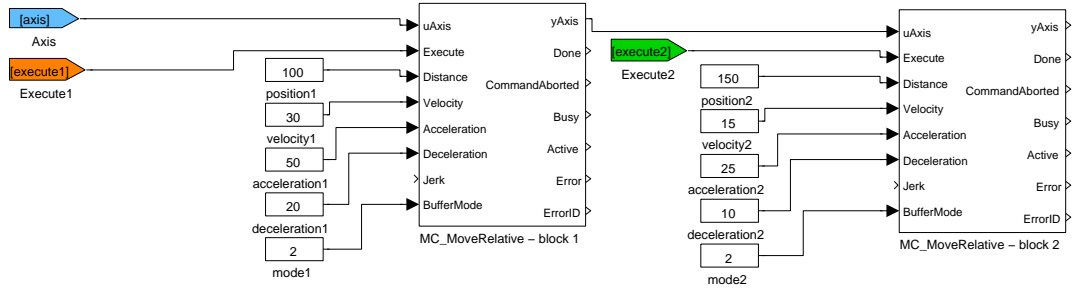 [axis]
Axis
[execute1]
Execute1
100
position1
30
velocity1
50
acceleration1
20
deceleration1
2
mode1
uAxis
Execute
Distance
Velocity
Acceleration
Deceleration
Jerk
BufferMode
yAxis
Done
CommandAborted
Busy
Active
Error
ErrorID
MC_MoveRelative – block 1
[execute2]
Execute2
150
position2
15
velocity2
25
acceleration2
10
deceleration2
2
mode2
uAxis
Execute
Distance
Velocity
Acceleration
Deceleration
Jerk
BufferMode
yAxis
Done
CommandAborted
Busy
Active
Error
ErrorID
MC_MoveRelative – block 2